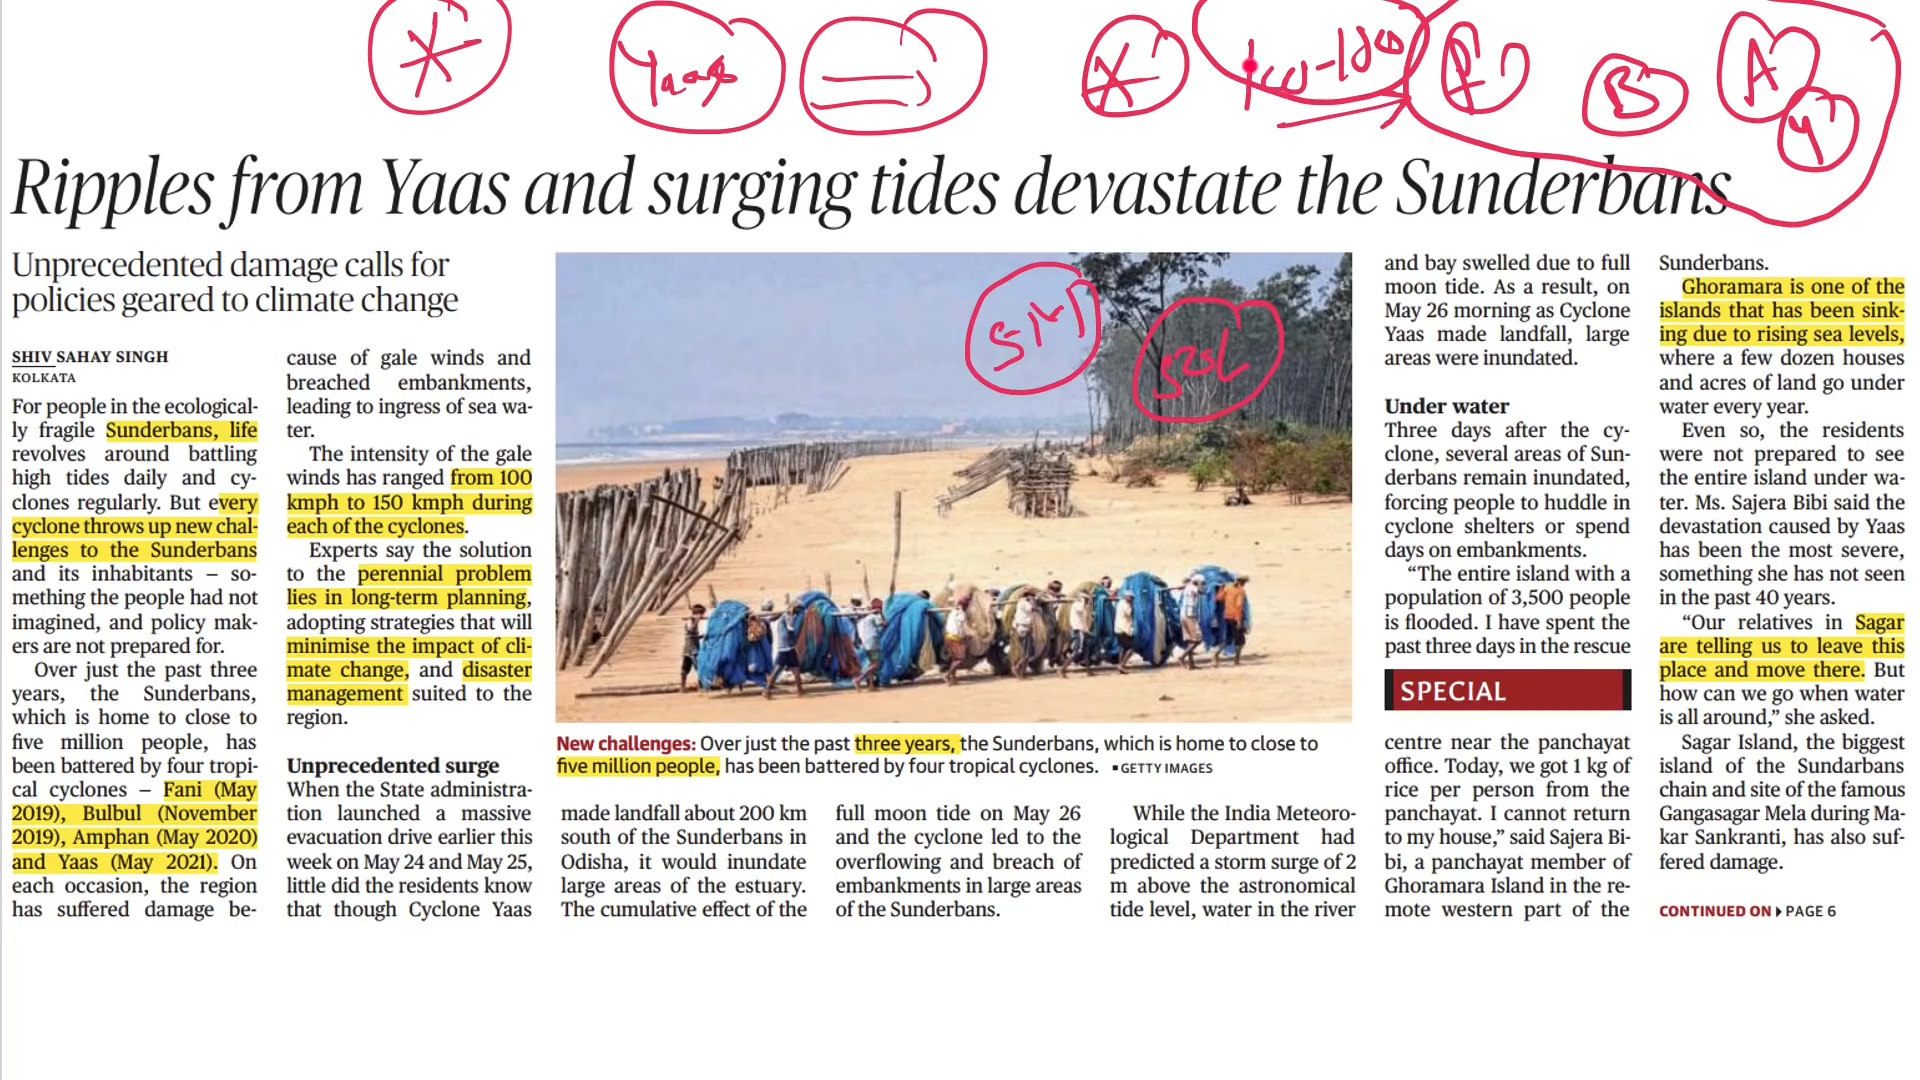 Yaas
B
A
Y
Ripples from Yaas and surging tides devastate the Sunderbans
Unprecedented damage calls for
policies geared to climate change
SHIV SAHAY SINGH
KOLKATA
For people in the ecological-
ly fragile Sunderbans, life
revolves around battling
high tides daily and cy-
clones regularly. But every
cyclone throws up new chal-
lenges to the Sunderbans
and its inhabitants – so-
mething the people had not
imagined, and policy mak-
ers are not prepared for.
Over just the past three
years, the Sunderbans,
which is home to close to
five million people, has
been battered by four tropi-
cal cyclones – Fani (May
2019), Bulbul (November
2019), Amphan (May 2020)
and Yaas (May 2021). On
each occasion, the region
has suffered damage be-
cause of gale winds and
breached embankments,
leading to ingress of sea wa-
ter.
The intensity of the gale
winds has ranged from 100
kmph to 150 kmph during
each of the cyclones.
Experts say the solution
to the perennial problem
lies in long-term planning,
adopting strategies that will
minimise the impact of cli-
mate change, and disaster
management suited to the
region.
Unprecedented surge
When the State administra-
tion launched a massive
evacuation drive earlier this
week on May 24 and May 25,
little did the residents know
that though Cyclone Yaas
New challenges: Over just the past three years, the Sunderbans, which is home to close to
five million people, has been battered by four tropical cyclones. ▪ GETTY IMAGES
made landfall about 200 km
south of the Sunderbans in
Odisha, it would inundate
large areas of the estuary.
The cumulative effect of the
full moon tide on May 26
and the cyclone led to the
overflowing and breach of
embankments in large areas
of the Sunderbans.
While the India Meteoro-
logical Department had
predicted a storm surge of 2
m above the astronomical
tide level, water in the river
and bay swelled due to full
moon tide. As a result, on
May 26 morning as Cyclone
Yaas made landfall, large
areas were inundated.
Under water
Three days after the cy-
clone, several areas of Sun-
derbans remain inundated,
forcing people to huddle in
cyclone shelters or spend
days on embankments.
“The entire island with a
population of 3,500 people
is flooded. I have spent the
past three days in the rescue
SPECIAL
centre near the panchayat
office. Today, we got 1 kg of
rice per person from the
panchayat. I cannot return
to my house,” said Sajera Bi-
bi, a panchayat member of
Ghoramara Island in the re-
mote western part of the
Sunderbans.
Ghoramara is one of the
islands that has been sink-
ing due to rising sea levels,
where a few dozen houses
and acres of land go under
water every year.
Even so, the residents
were not prepared to see
the entire island under wa-
ter. Ms. Sajera Bibi said the
devastation caused by Yaas
has been the most severe,
something she has not seen
in the past 40 years.
“Our relatives in Sagar
are telling us to leave this
place and move there. But
how can we go when water
is all around,” she asked.
Sagar Island, the biggest
island of the Sundarbans
chain and site of the famous
Gangasagar Mela during Ma-
kar Sankranti, has also suf-
fered damage.
CONTINUED ON ▸ PAGE 6